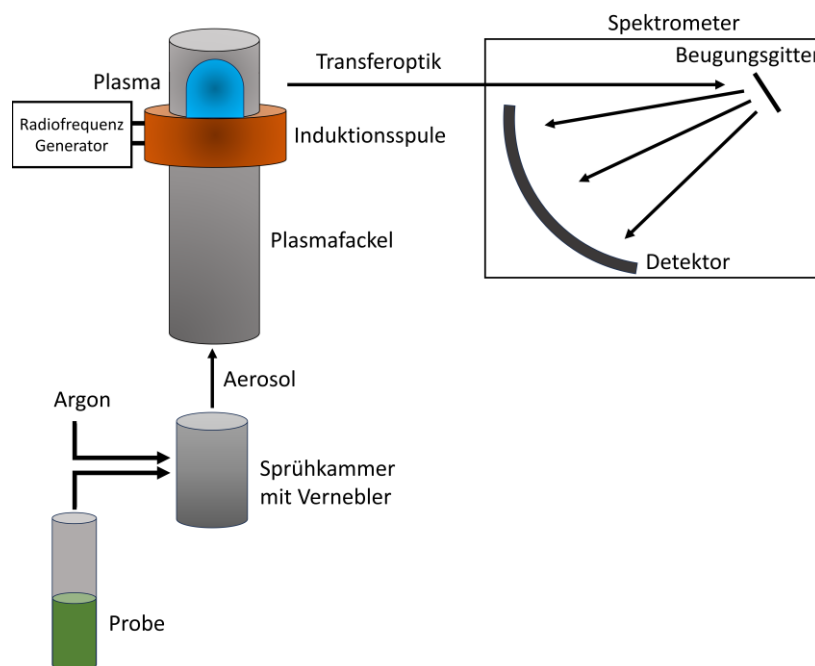 Spektrometer
Beugungsgitter
Transferoptik
Plasma
Radiofrequenz
Generator
Induktionsspule
Plasmafackel
Detektor
Aerosol
Argon
Sprühkammer
mit Vernebler
Probe